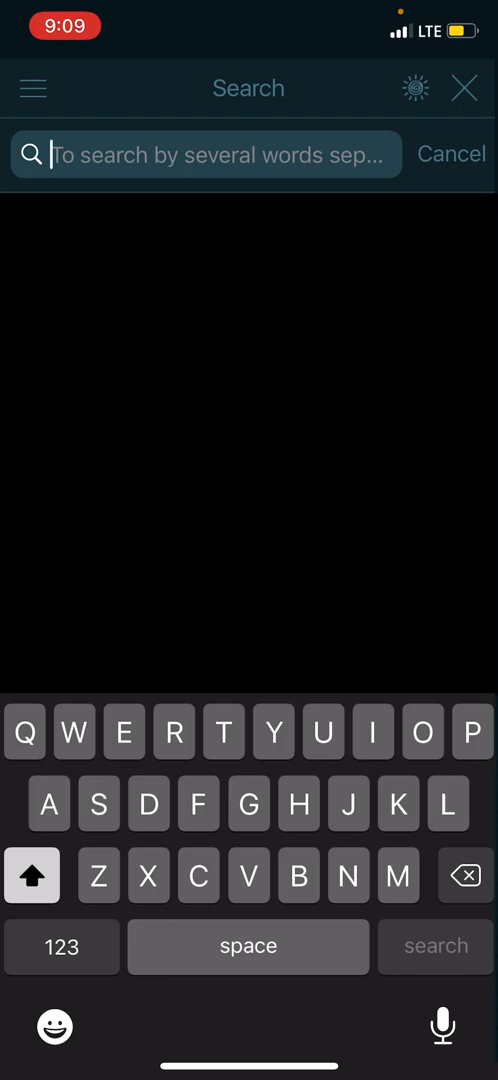 9:09
LTE
Search
To search by several words sep...
Cancel
Q W E R T Y U I O P
A S D F G H J K L
Z X C V B N M
123 space search